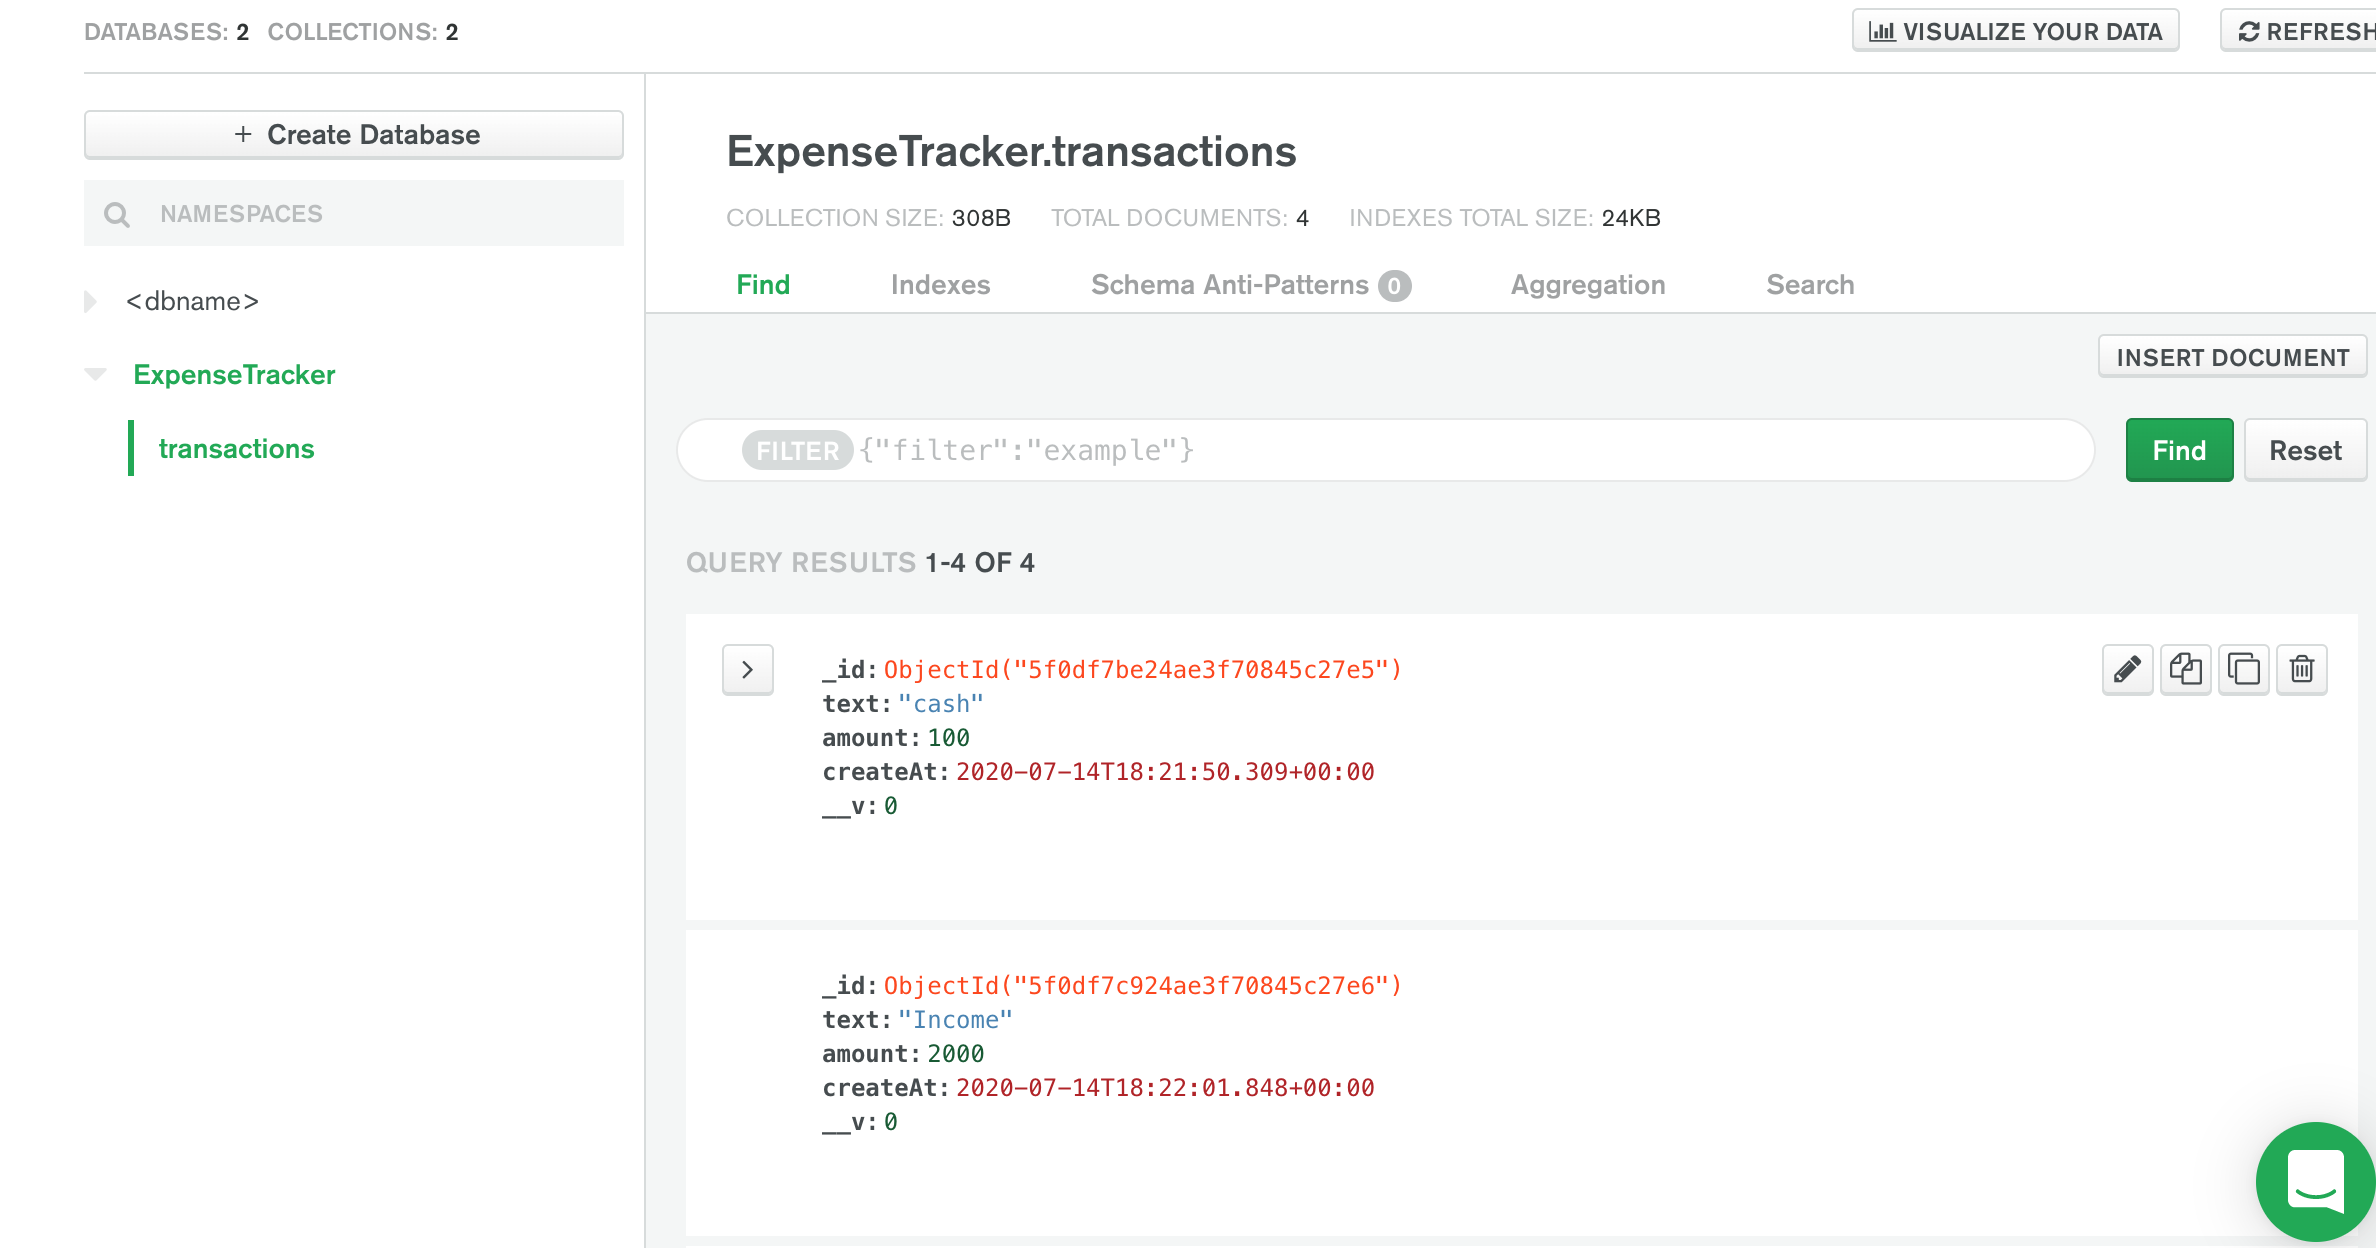 DATABASES: 2 COLLECTIONS: 2
VISUALIZE YOUR DATA
REFRESH
+ Create Database
NAMESPACES
<dbname>
ExpenseTracker
transactions
ExpenseTracker.transactions
COLLECTION SIZE: 308B TOTAL DOCUMENTS: 4 INDEXES TOTAL SIZE: 24KB
Find Indexes Schema Anti-Patterns 0 Aggregation Search
INSERT DOCUMENT
FILTER {"filter":"example"}
Find Reset
QUERY RESULTS 1-4 OF 4
_id: ObjectId("5f0df7be24ae3f70845c27e5")
text: "cash"
amount: 100
createAt: 2020-07-14T18:21:50.309+00:00
__v: 0
_id: ObjectId("5f0df7c924ae3f70845c27e6")
text: "Income"
amount: 2000
createAt: 2020-07-14T18:22:01.848+00:00
__v: 0